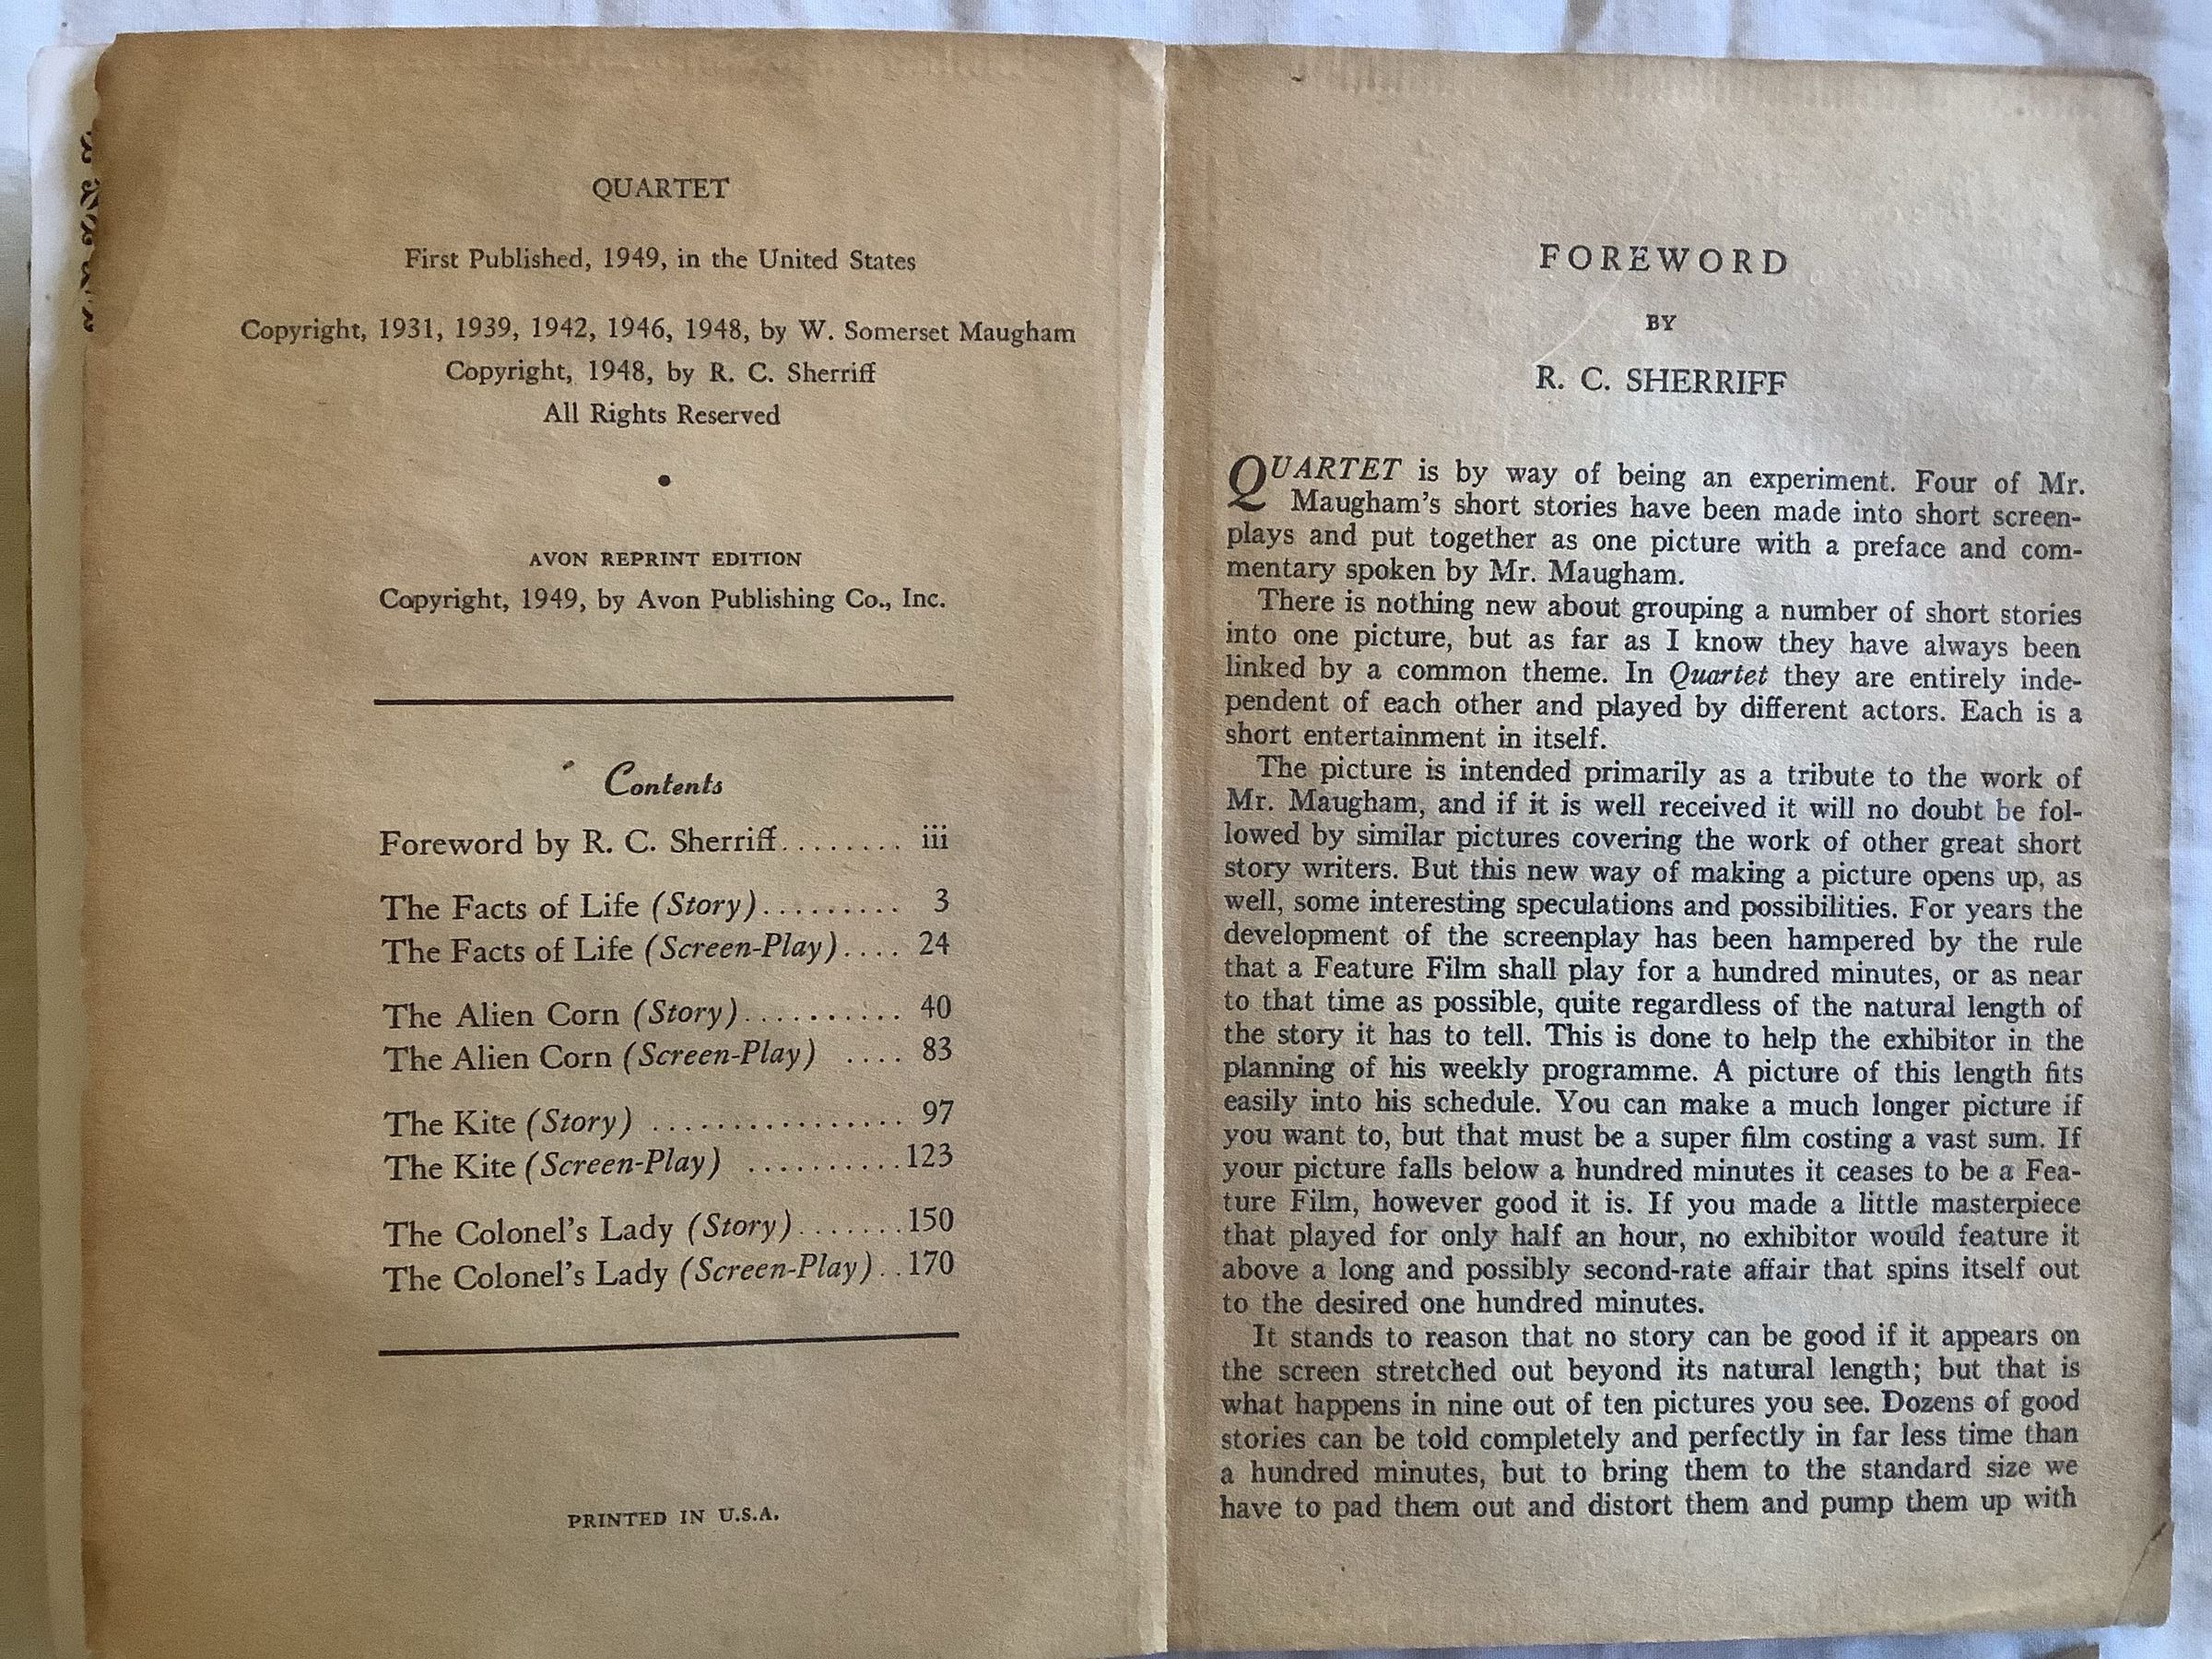 QUARTET
First Published, 1949, in the United States
Copyright, 1931, 1939, 1942, 1946, 1948, by W. Somerset Maugham
Copyright, 1948, by R. C. Sherriff
All Rights Reserved
•
AVON REPRINT EDITION
Copyright, 1949, by Avon Publishing Co., Inc.
Contents
Foreword by R. C. Sherriff........ iii
The Facts of Life (Story)......... 3
The Facts of Life (Screen-Play).... 24
The Alien Corn (Story).......... 40
The Alien Corn (Screen-Play) .... 83
The Kite (Story) ................ 97
The Kite (Screen-Play) ..........123
The Colonel's Lady (Story).......150
The Colonel's Lady (Screen-Play)..170
PRINTED IN U.S.A.
FOREWORD
BY
R. C. SHERRIFF
QUARTET is by way of being an experiment. Four of Mr.
Maugham's short stories have been made into short screen-
plays and put together as one picture with a preface and com-
mentary spoken by Mr. Maugham.
There is nothing new about grouping a number of short stories
into one picture, but as far as I know they have always been
linked by a common theme. In Quartet they are entirely inde-
pendent of each other and played by different actors. Each is a
short entertainment in itself.
The picture is intended primarily as a tribute to the work of
Mr. Maugham, and if it is well received it will no doubt be fol-
lowed by similar pictures covering the work of other great short
story writers. But this new way of making a picture opens up, as
well, some interesting speculations and possibilities. For years the
development of the screenplay has been hampered by the rule
that a Feature Film shall play for a hundred minutes, or as near
to that time as possible, quite regardless of the natural length of
the story it has to tell. This is done to help the exhibitor in the
planning of his weekly programme. A picture of this length fits
easily into his schedule. You can make a much longer picture if
you want to, but that must be a super film costing a vast sum. If
your picture falls below a hundred minutes it ceases to be a Fea-
ture Film, however good it is. If you made a little masterpiece
that played for only half an hour, no exhibitor would feature it
above a long and possibly second-rate affair that spins itself out
to the desired one hundred minutes.
It stands to reason that no story can be good if it appears on
the screen stretched out beyond its natural length; but that is
what happens in nine out of ten pictures you see. Dozens of good
stories can be told completely and perfectly in far less time than
a hundred minutes, but to bring them to the standard size we
have to pad them out and distort them and pump them up with